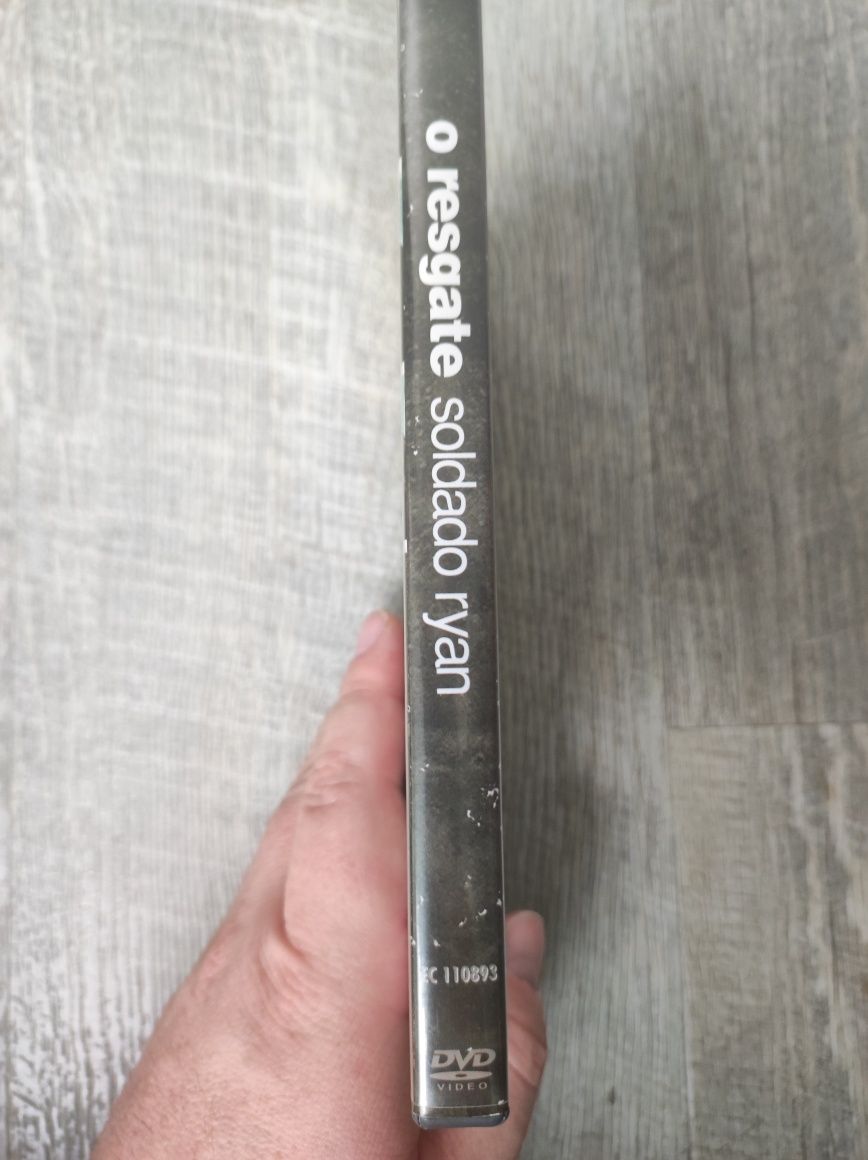 o resgate soldado ryan
EC 110893
DVD
VIDEO